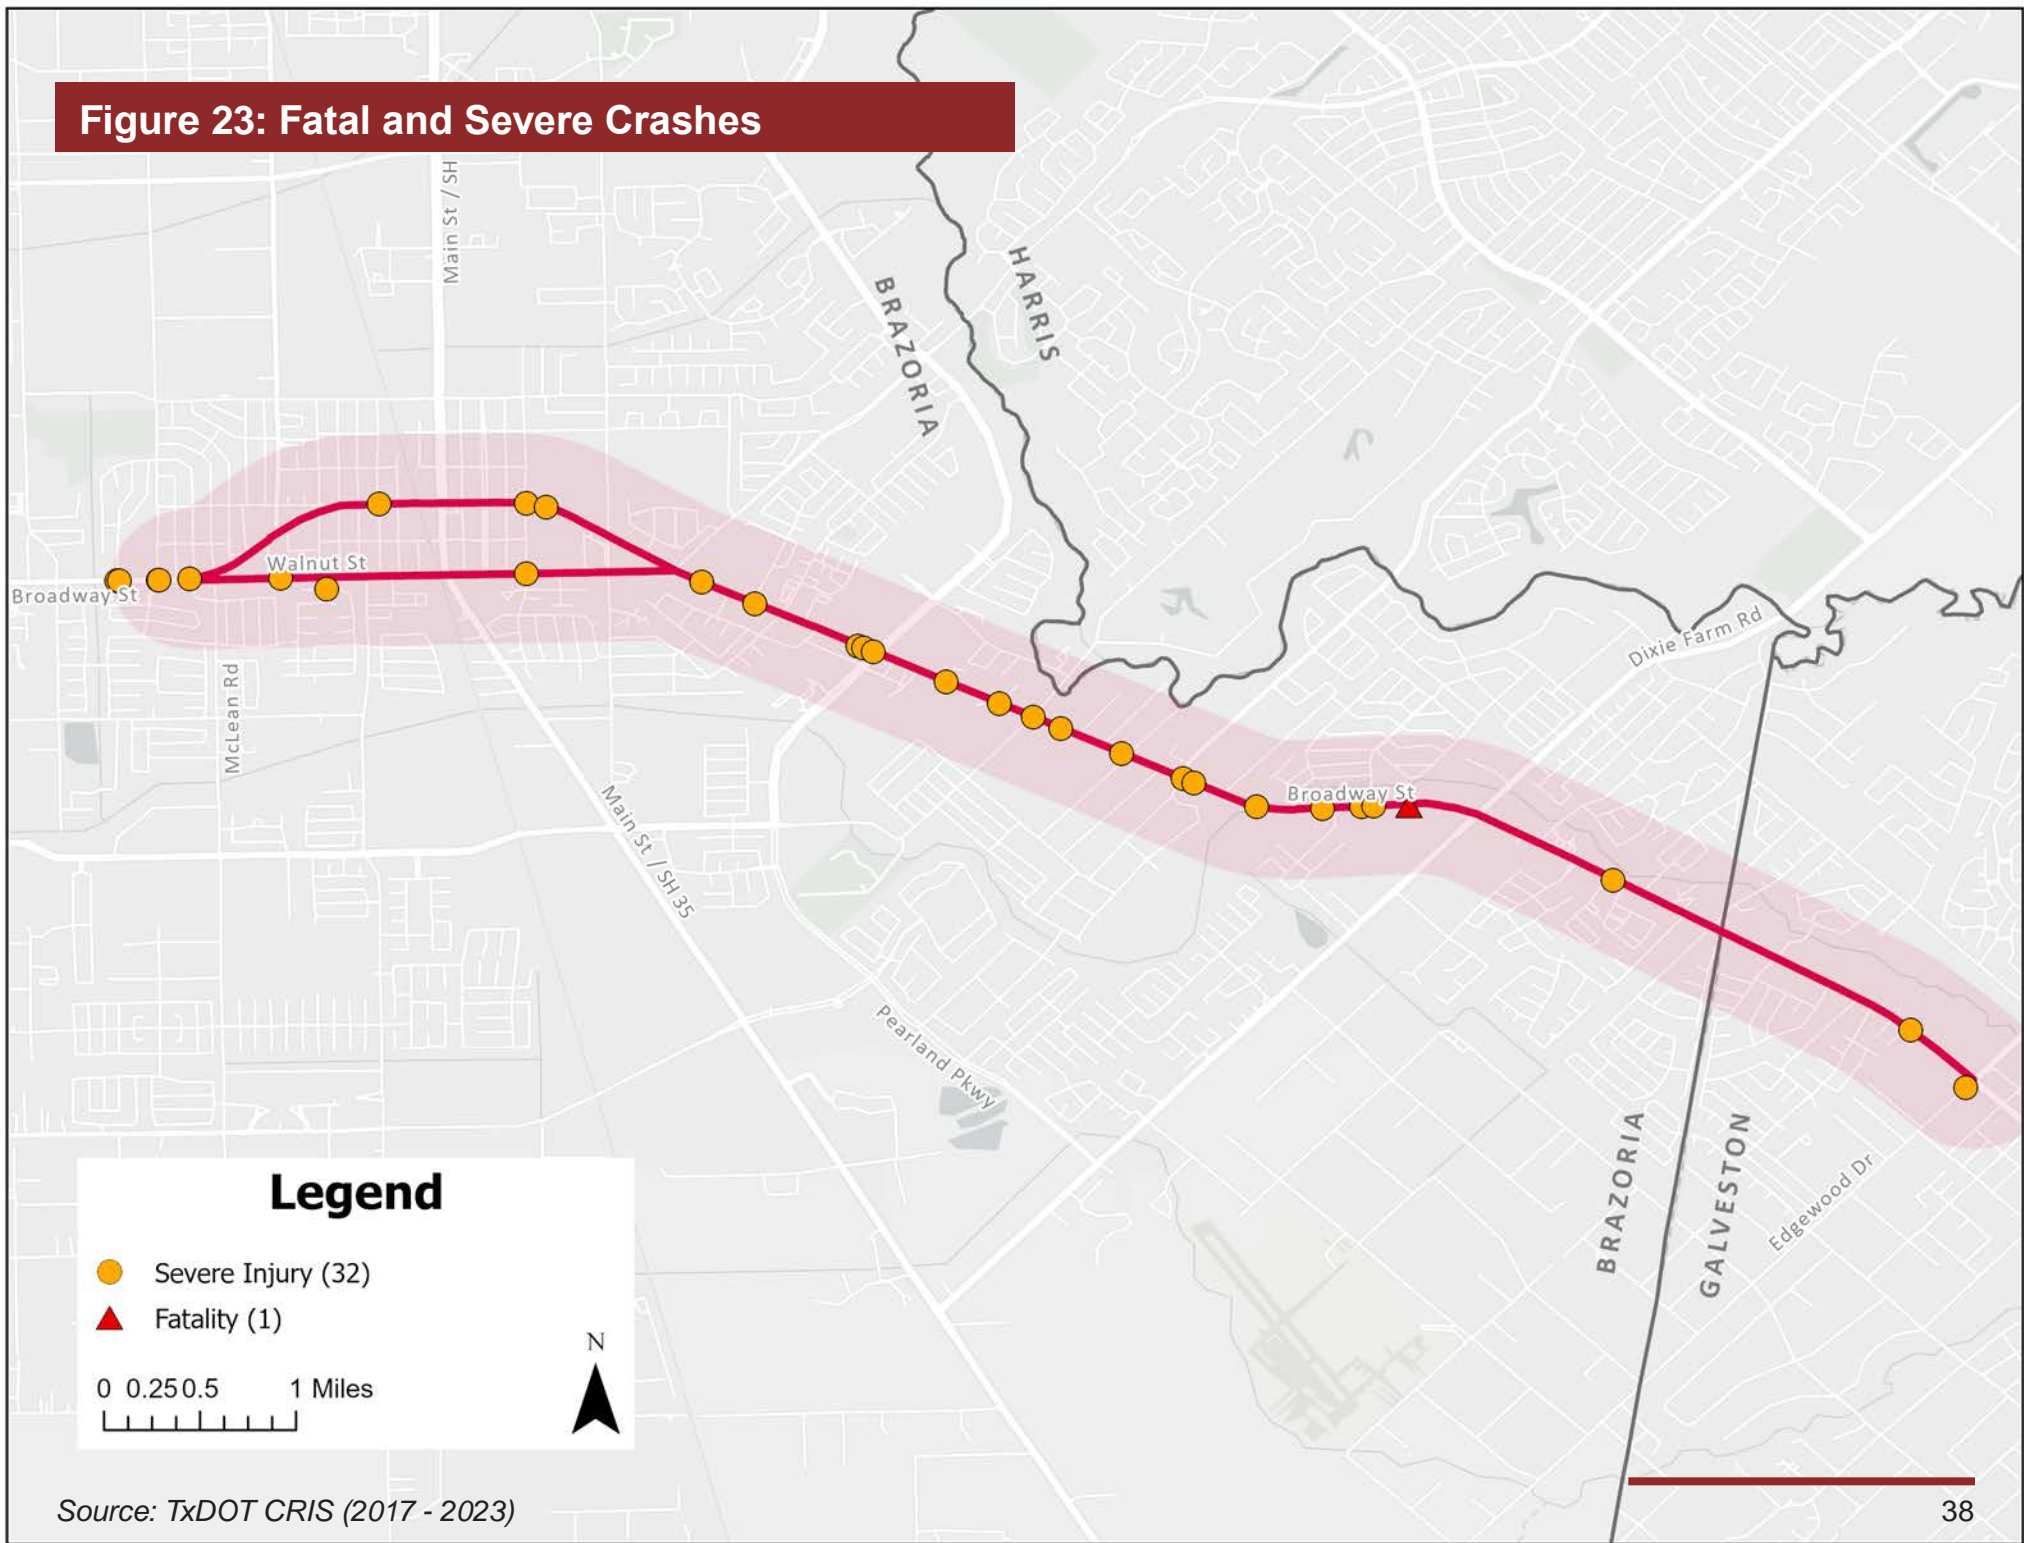 Figure 23: Fatal and Severe Crashes
Main St / SH
HARRIS
BRAZORIA
Walnut St
Broadway St
Dixie Farm Rd
McLean Rd
Broadway St
Main St / SH 35
Pearland Pkwy
BRAZORIA
GALVESTON
Edgewood Dr
Legend
Severe Injury (32)
Fatality (1)
N
0 0.25 0.5 1 Miles
Source: TxDOT CRIS (2017 - 2023)
38